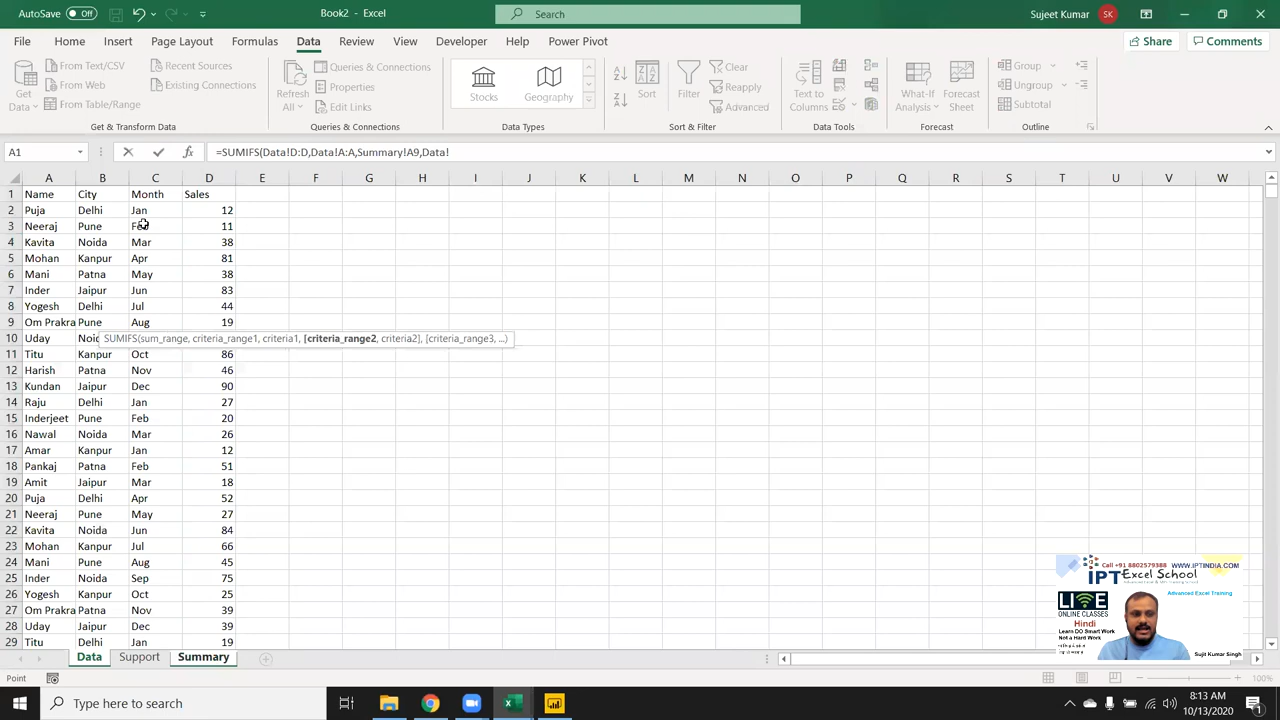 AutoSave Off Book2 - Excel Search Sujeet Kumar SK
File Home Insert Page Layout Formulas Data Review View Developer Help Power Pivot Share Comments
Get Data From Text/CSV From Web From Table/Range Recent Sources Existing Connections
Refresh All Queries & Connections Properties Edit Links
Stocks Geography
Sort Filter Clear Reapply Advanced
Text to Columns
What-If Analysis Forecast Sheet
Group Ungroup Subtotal
Get & Transform Data Queries & Connections Data Types Sort & Filter Data Tools Forecast Outline
A1 fx =SUMIFS(Data!D:D,Data!A:A,Summary!A9,Data!
A B C D E F G H I J K L M N O P Q R S T U V W
1 Name City Month Sales
2 Puja Delhi Jan 12
3 Neeraj Pune 11
4 Kavita Noida Mar 38
5 Mohan Kanpur Apr 81
6 Mani Patna May 38
7 Inder Jaipur Jun 83
8 Yogesh Delhi Jul 44
9 Om Prakra Pune Aug 19
10 Uday Noid SUMIFS(sum_range, criteria_range1, criteria1, [criteria_range2, criteria2], [criteria_range3, ...)
11 Titu Kanpur Oct 86
12 Harish Patna Nov 46
13 Kundan Jaipur Dec 90
14 Raju Delhi Jan 27
15 Inderjeet Pune Feb 20
16 Nawal Noida Mar 26
17 Amar Kanpur Jan 12
18 Pankaj Patna Feb 51
19 Amit Jaipur Mar 18
20 Puja Delhi Apr 52
21 Neeraj Pune May 27
22 Kavita Noida Jun 84
23 Mohan Kanpur Jul 66
24 Mani Pune Aug 45
25 Inder Noida Sep 75
26 Yogesh Kanpur Oct 25
27 Om Prakra Patna Nov 39
28 Uday Jaipur Dec 39
29 Titu Delhi Jan 19
Call +91 8802579388 WWW.IPTINDIA.COM
IPT Excel School
Advanced Excel Training
LIVE
ONLINE CLASSES
Hindi
Learn DO Smart Work
Not a Hard Work
Sujit Kumar Singh
Data Support Summary
Point 100%
Type here to search
8:13 AM
10/13/2020